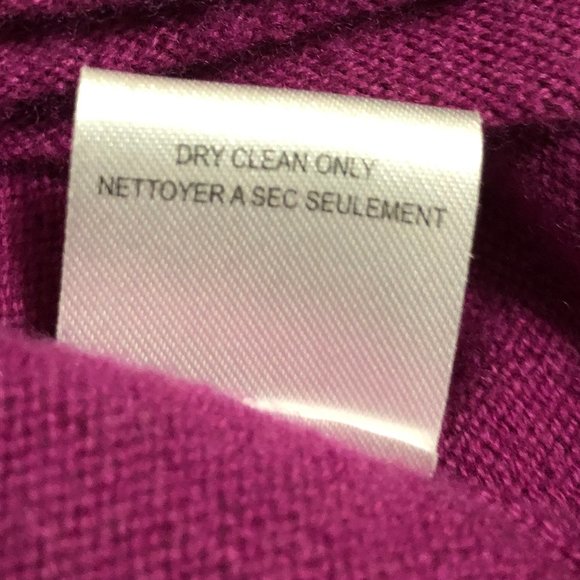 DRY CLEAN ONLY
NETTOYER A SEC SEULEMENT